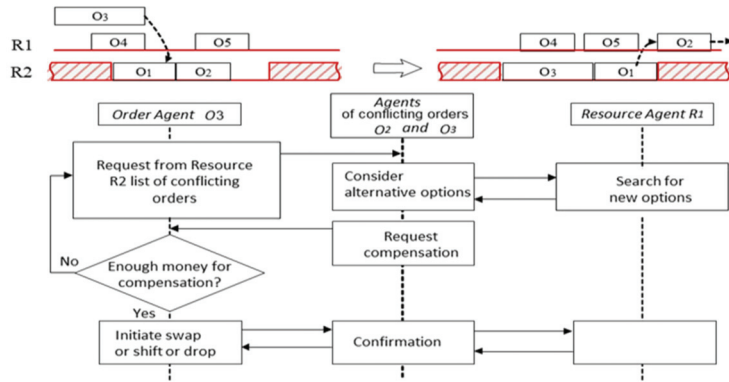 O3
R1 O4 O5 O4 O5 O2
R2 O1 O2 O3 O1
Order Agent O3
Agents
of conflicting orders
O2 and O3
Resource Agent R1
Request from Resource
R2 list of conflicting
orders
Consider
alternative options
Search for
new options
Request
compensation
No
Enough money for
compensation?
Yes
Initiate swap
or shift or drop
Confirmation